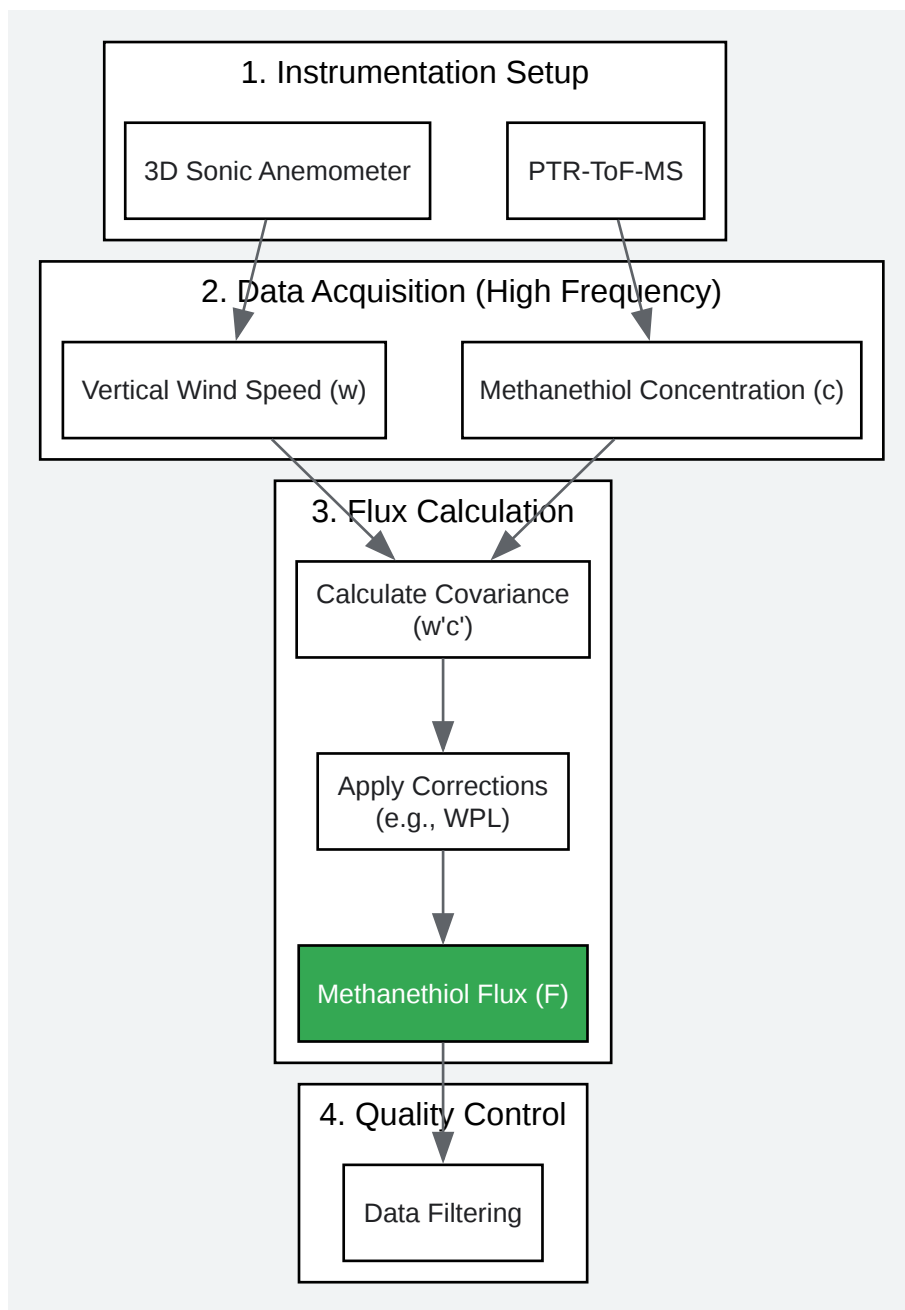 1. Instrumentation Setup
3D Sonic Anemometer
PTR-ToF-MS
2. Data Acquisition (High Frequency)
Vertical Wind Speed (w)
Methanethiol Concentration (c)
3. Flux Calculation
Calculate Covariance
(w'c')
Apply Corrections
(e.g., WPL)
Methanethiol Flux (F)
4. Quality Control
Data Filtering